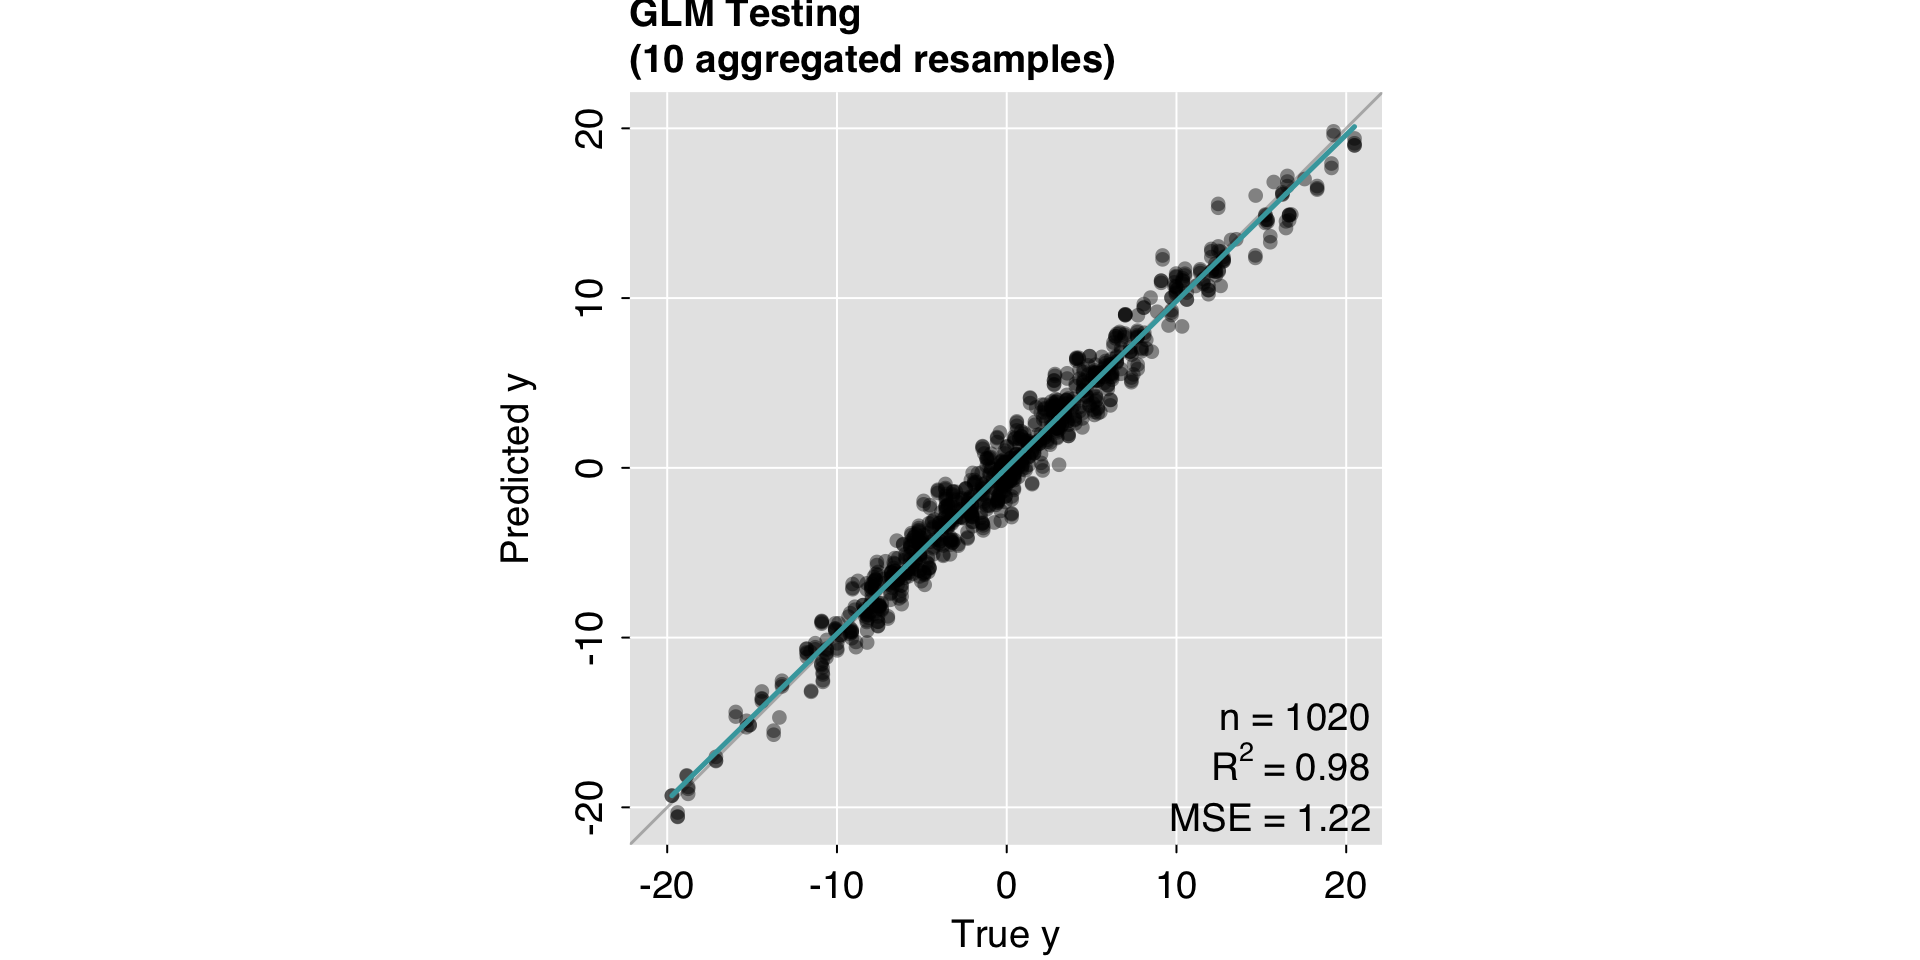 GLM Testing
(10 aggregated resamples)
20
10
0
-10
-20
Predicted y
n = 1020
R² = 0.98
MSE = 1.22
-20 -10 0 10 20
True y